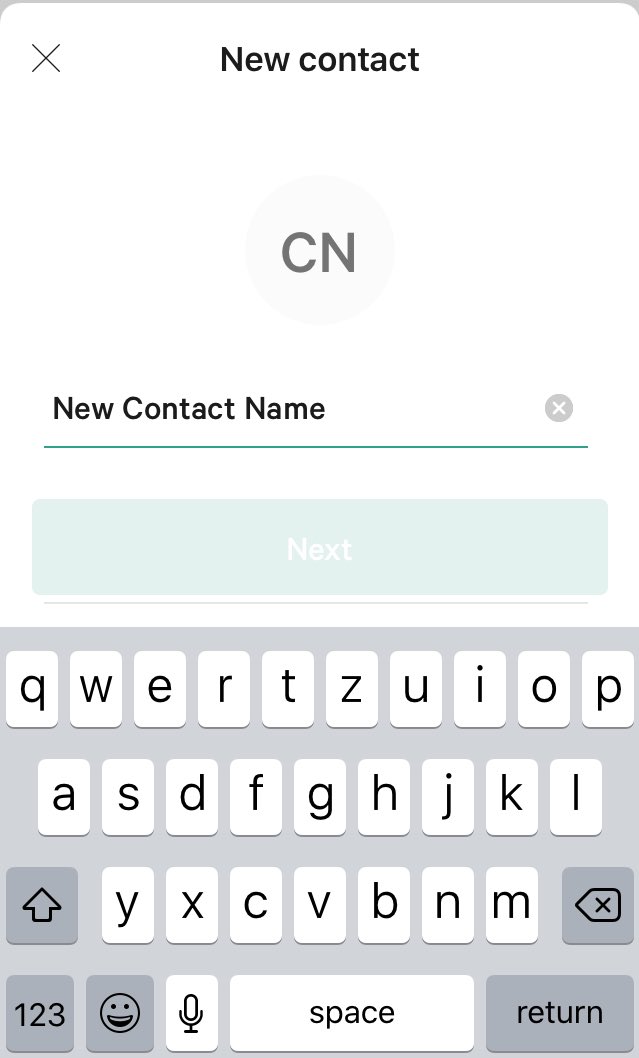 New contact
CN
New Contact Name
Next
q w e r t z u i o p
a s d f g h j k l
y x c v b n m
123 space return